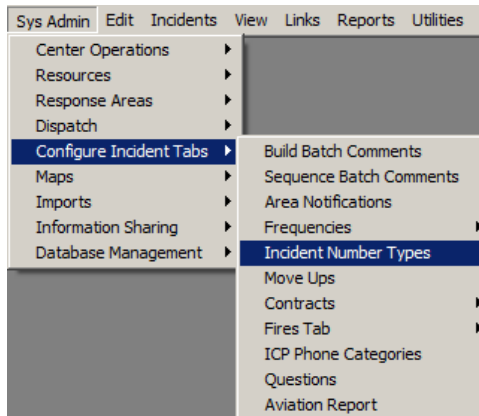 Sys Admin Edit Incidents View Links Reports Utilities
Center Operations
Resources
Response Areas
Dispatch
Configure Incident Tabs
Maps
Imports
Information Sharing
Database Management
Build Batch Comments
Sequence Batch Comments
Area Notifications
Frequencies
Incident Number Types
Move Ups
Contracts
Fires Tab
ICP Phone Categories
Questions
Aviation Report